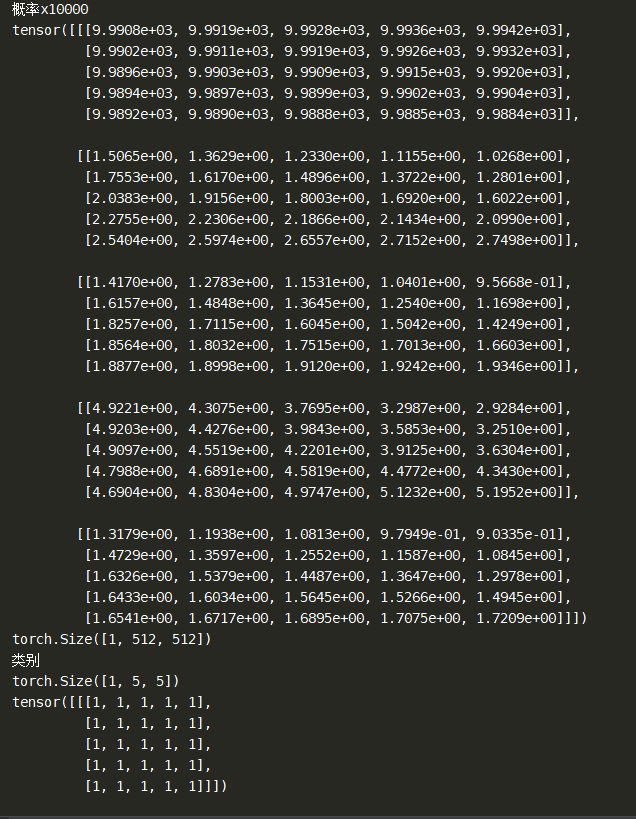 概率x10000
tensor([[[9.9908e+03, 9.9919e+03, 9.9928e+03, 9.9936e+03, 9.9942e+03],
[9.9902e+03, 9.9911e+03, 9.9919e+03, 9.9926e+03, 9.9932e+03],
[9.9896e+03, 9.9903e+03, 9.9909e+03, 9.9915e+03, 9.9920e+03],
[9.9894e+03, 9.9897e+03, 9.9899e+03, 9.9902e+03, 9.9904e+03],
[9.9892e+03, 9.9890e+03, 9.9888e+03, 9.9885e+03, 9.9884e+03]],
[[1.5065e+00, 1.3629e+00, 1.2330e+00, 1.1155e+00, 1.0268e+00],
[1.7553e+00, 1.6170e+00, 1.4896e+00, 1.3722e+00, 1.2801e+00],
[2.0383e+00, 1.9156e+00, 1.8003e+00, 1.6920e+00, 1.6022e+00],
[2.2755e+00, 2.2306e+00, 2.1866e+00, 2.1434e+00, 2.0990e+00],
[2.5404e+00, 2.5974e+00, 2.6557e+00, 2.7152e+00, 2.7498e+00]],
[[1.4170e+00, 1.2783e+00, 1.1531e+00, 1.0401e+00, 9.5668e-01],
[1.6157e+00, 1.4848e+00, 1.3645e+00, 1.2540e+00, 1.1698e+00],
[1.8257e+00, 1.7115e+00, 1.6045e+00, 1.5042e+00, 1.4249e+00],
[1.8564e+00, 1.8032e+00, 1.7515e+00, 1.7013e+00, 1.6603e+00],
[1.8877e+00, 1.8998e+00, 1.9120e+00, 1.9242e+00, 1.9346e+00]],
[[4.9221e+00, 4.3075e+00, 3.7695e+00, 3.2987e+00, 2.9284e+00],
[4.9203e+00, 4.4276e+00, 3.9843e+00, 3.5853e+00, 3.2510e+00],
[4.9097e+00, 4.5519e+00, 4.2201e+00, 3.9125e+00, 3.6304e+00],
[4.7988e+00, 4.6891e+00, 4.5819e+00, 4.4772e+00, 4.3430e+00],
[4.6904e+00, 4.8304e+00, 4.9747e+00, 5.1232e+00, 5.1952e+00]],
[[1.3179e+00, 1.1938e+00, 1.0813e+00, 9.7949e-01, 9.0335e-01],
[1.4729e+00, 1.3597e+00, 1.2552e+00, 1.1587e+00, 1.0845e+00],
[1.6326e+00, 1.5379e+00, 1.4487e+00, 1.3647e+00, 1.2978e+00],
[1.6433e+00, 1.6034e+00, 1.5645e+00, 1.5266e+00, 1.4945e+00],
[1.6541e+00, 1.6717e+00, 1.6895e+00, 1.7075e+00, 1.7209e+00]]])
torch.Size([1, 512, 512])
类别
torch.Size([1, 5, 5])
tensor([[[1, 1, 1, 1, 1],
[1, 1, 1, 1, 1],
[1, 1, 1, 1, 1],
[1, 1, 1, 1, 1],
[1, 1, 1, 1, 1]]])